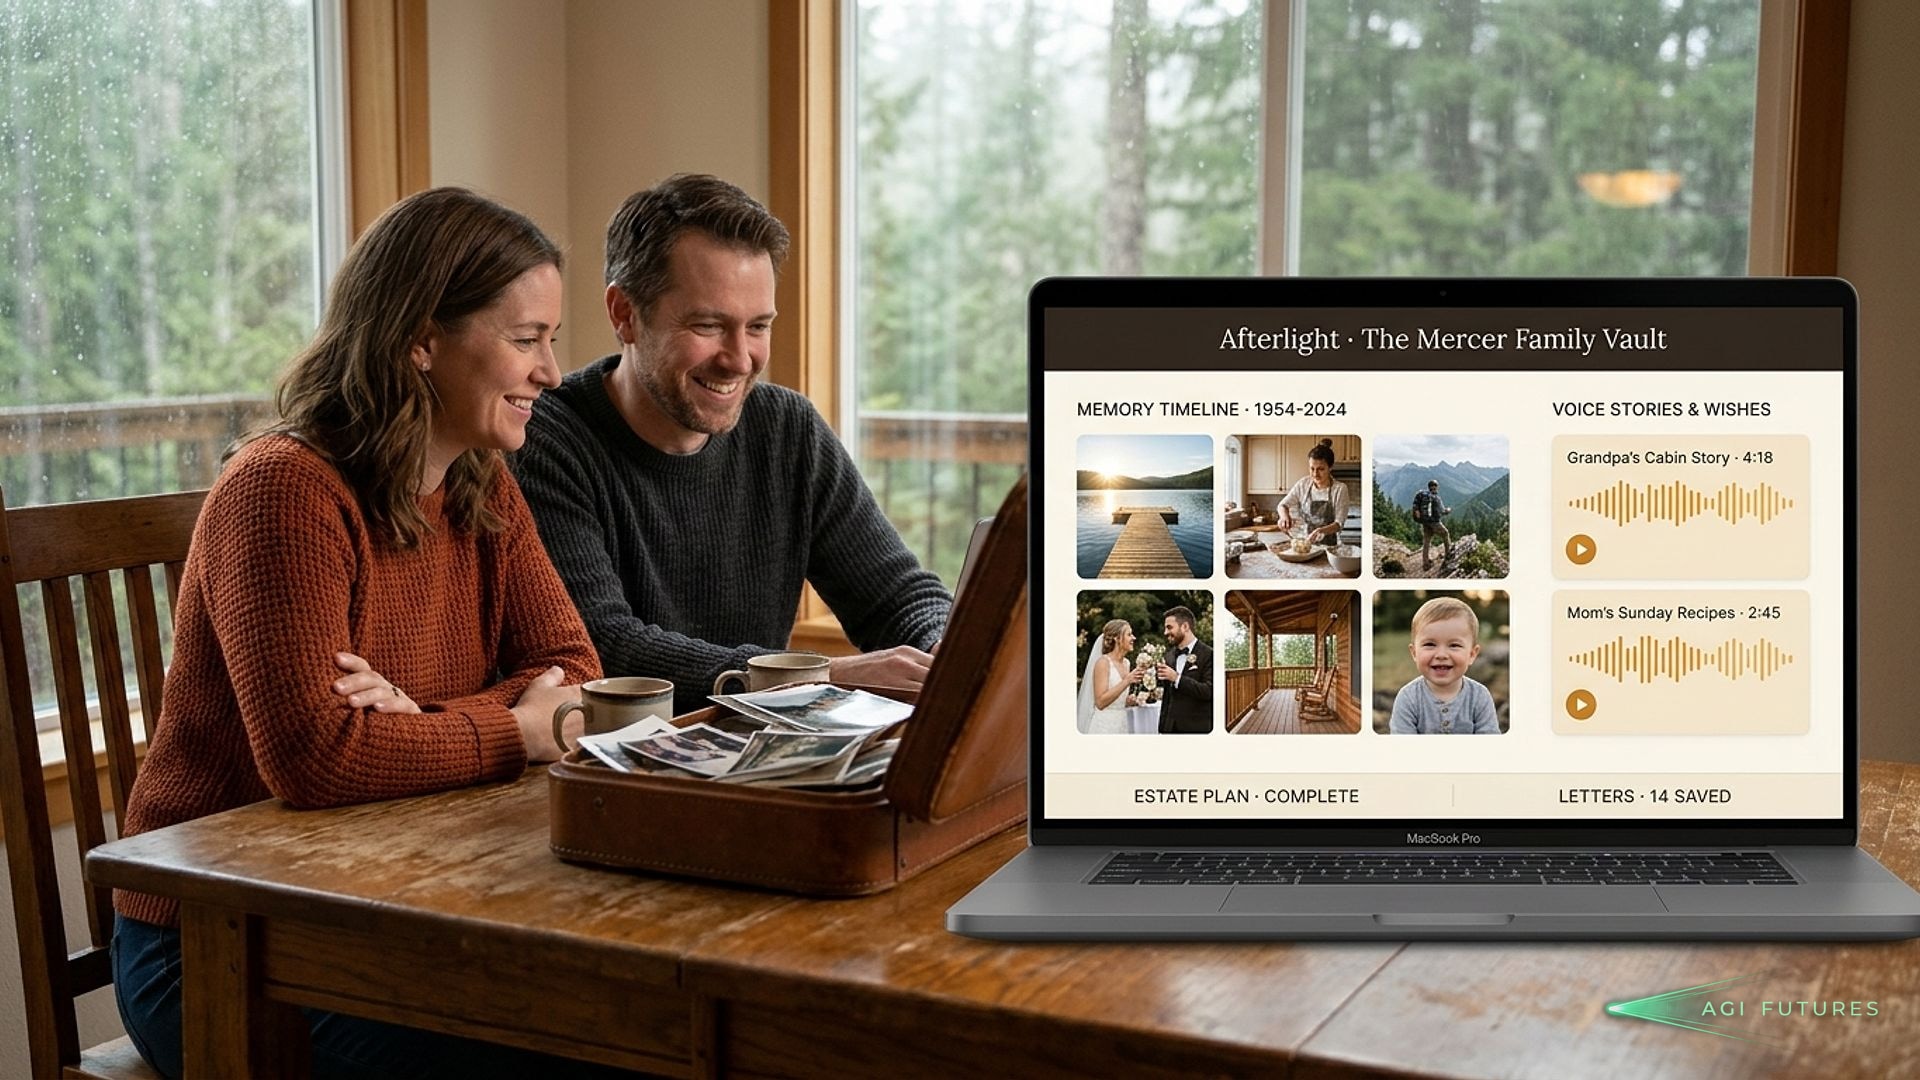 Afterlight · The Mercer Family Vault
MEMORY TIMELINE · 1954-2024
VOICE STORIES & WISHES
Grandpa's Cabin Story · 4:18
Mom's Sunday Recipes · 2:45
ESTATE PLAN · COMPLETE
LETTERS · 14 SAVED
MacSook Pro
AGI FUTURES